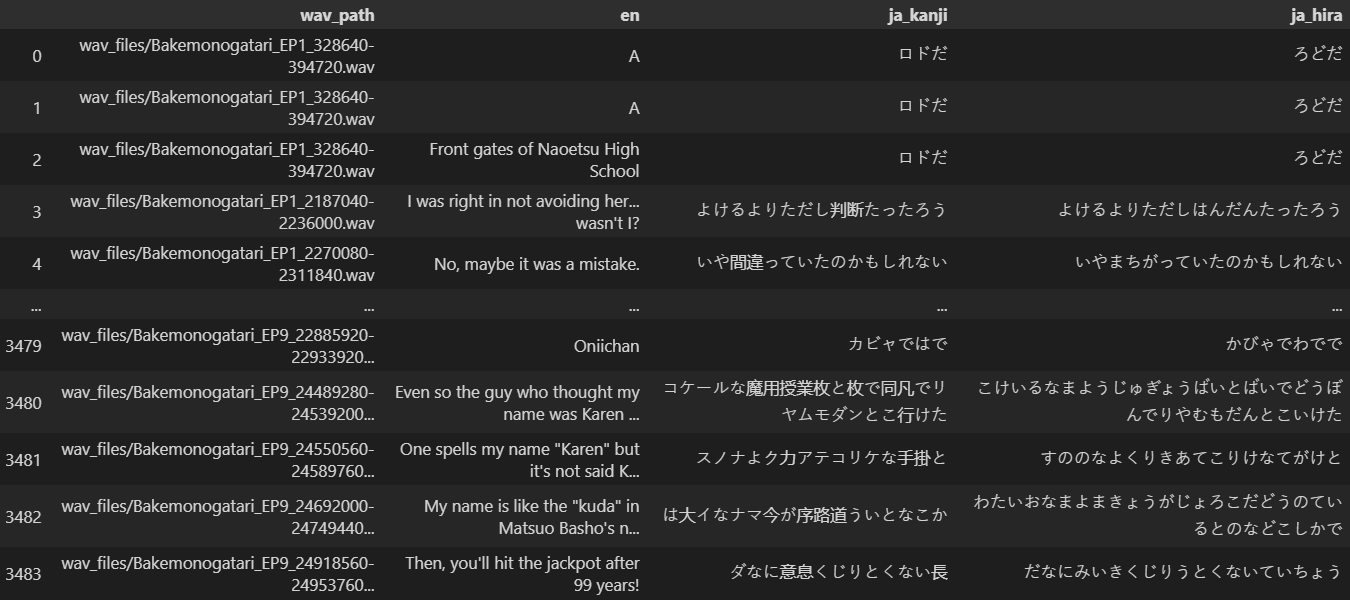 wav_path en ja_kanji ja_hira
0 wav_files/Bakemonogatari_EP1_328640-394720.wav A ロドだ ろどだ
1 wav_files/Bakemonogatari_EP1_328640-394720.wav A ロドだ ろどだ
2 wav_files/Bakemonogatari_EP1_328640-394720.wav Front gates of Naoetsu High School ロドだ ろどだ
3 wav_files/Bakemonogatari_EP1_2187040-2236000.wav I was right in not avoiding her... wasn't I? よけるよりただし判断たったろう よけるよりただしはんだんたったろう
4 wav_files/Bakemonogatari_EP1_2270080-2311840.wav No, maybe it was a mistake. いや間違っていたのかもしれない いやまちがっていたのかもしれない
... ... ... ... ...
3479 wav_files/Bakemonogatari_EP9_22885920-22933920... Oniichan カビャではで かびゃでわでで
3480 wav_files/Bakemonogatari_EP9_24489280-24539200... Even so the guy who thought my name was Karen ... コケールな魔用授業枚と枚で同凡でリヤムモダンとこ行けた こけいるなまようじゅぎょうばいとばいでどうぼんでりやむもだんとこいけた
3481 wav_files/Bakemonogatari_EP9_24550560-24589760... One spells my name "Karen" but it's not said K... スノナよク力アテコリケな手掛と すののなよくりきあてこりけなてがけと
3482 wav_files/Bakemonogatari_EP9_24692000-24749440... My name is like the "kuda" in Matsuo Basho's n... は大イなナマ今が序路道ういとなこか わたいおなまよまきょうがじょろこだどうのているとのなどこしかで
3483 wav_files/Bakemonogatari_EP9_24918560-24953760... Then, you'll hit the jackpot after 99 years! ダなに意息くじりとくない長 だなにみいきくじりうとくないていちょう